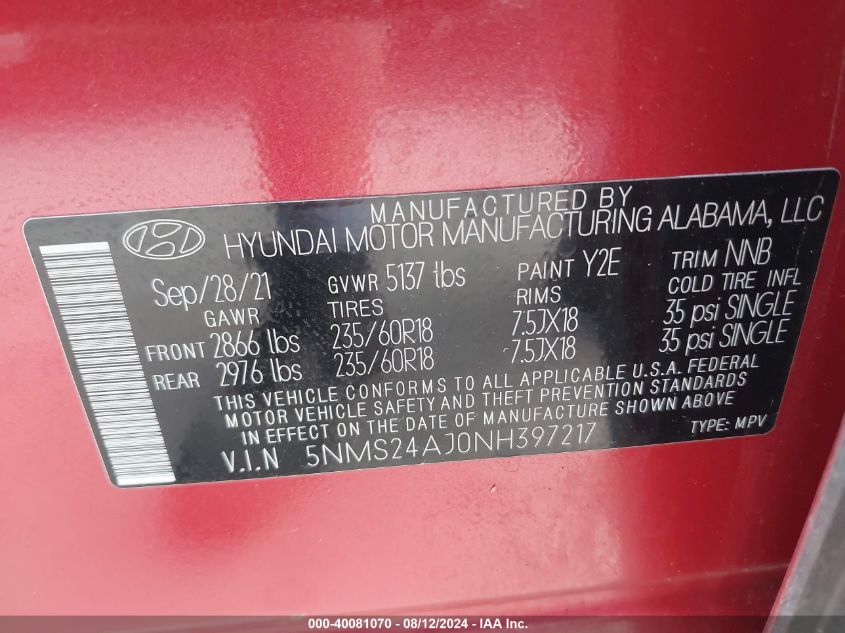 MANUFACTURED BY
HYUNDAI MOTOR MANUFACTURING ALABAMA, LLC
Sep/28/21 GVWR 5137 lbs PAINT Y2E TRIM NNB
GAWR TIRES RIMS COLD TIRE INFL
FRONT 2866 lbs 235/60R18 7.5JX18 35 psi SINGLE
REAR 2976 lbs 235/60R18 7.5JX18 35 psi SINGLE
THIS VEHICLE CONFORMS TO ALL APPLICABLE U.S.A. FEDERAL
MOTOR VEHICLE SAFETY AND THEFT PREVENTION STANDARDS
IN EFFECT ON THE DATE OF MANUFACTURE SHOWN ABOVE
V.I.N 5NMS24AJ0NH397217 TYPE: MPV
000-40081070 - 08/12/2024 - IAA Inc.